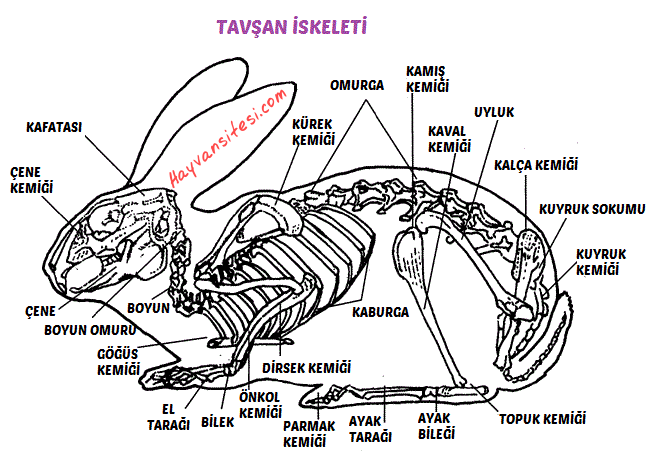 TAVŞAN İSKELETİ
Hayvansitesi.com
KAFATASI
ÇENE
KEMİĞİ
KÜREK
KEMİĞİ
OMURGA
KAMIŞ
KEMİĞİ
KAVAL
KEMİĞİ
UYLUK
KALÇA KEMİĞİ
KUYRUK SOKUMU
KUYRUK
KEMİĞİ
ÇENE
BOYUN
BOYUN OMURU
GÖĞÜS
KEMİĞİ
KABURGA
DİRSEK KEMİĞİ
EL
TARAĞI
BİLEK
ÖNKOL
KEMİĞİ
PARMAK
KEMİĞİ
AYAK
TARAĞI
AYAK
BİLEĞİ
TOPUK KEMİĞİ